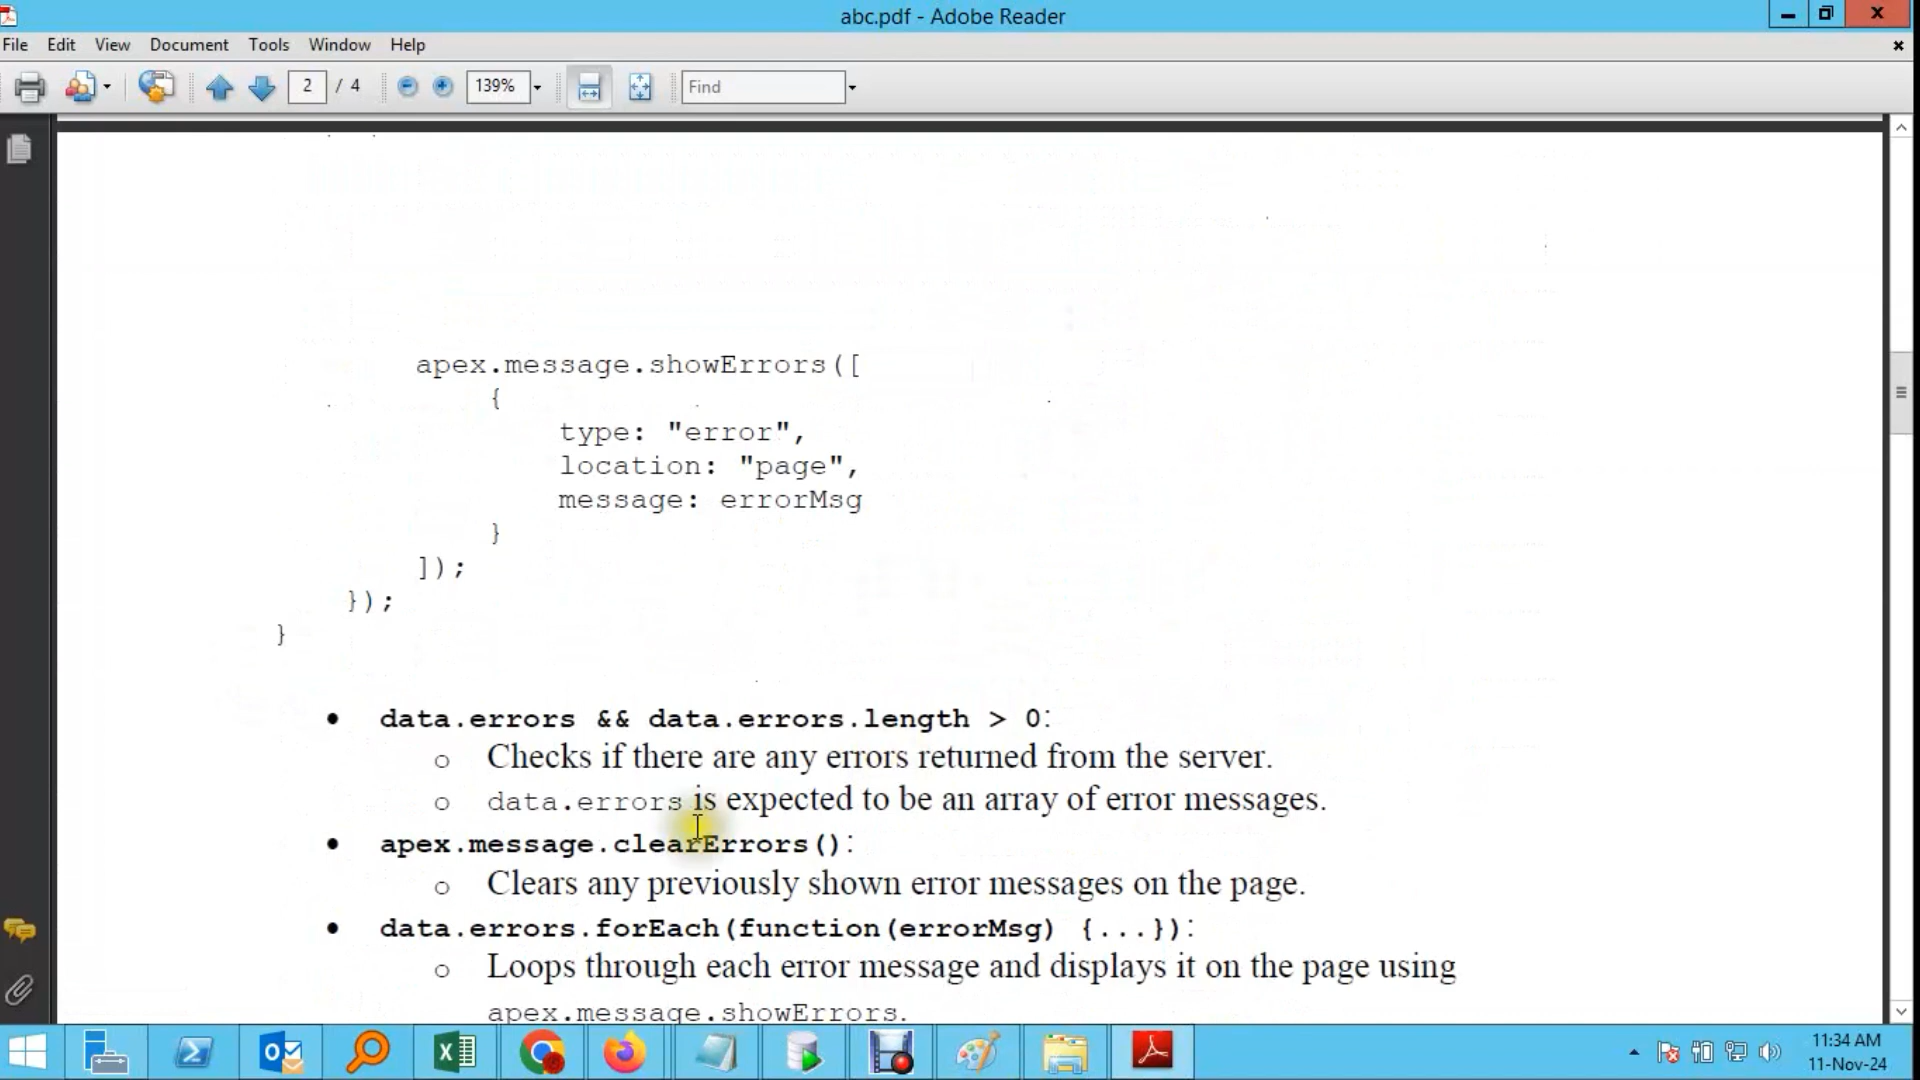 abc.pdf - Adobe Reader
File Edit View Document Tools Window Help
2 / 4 139% Find
apex.message.showErrors([
{
type: "error",
location: "page",
message: errorMsg
}
]);
});
}
• data.errors && data.errors.length > 0:
o Checks if there are any errors returned from the server.
o data.errors is expected to be an array of error messages.
• apex.message.clearErrors():
o Clears any previously shown error messages on the page.
• data.errors.forEach(function(errorMsg) {...}):
o Loops through each error message and displays it on the page using
apex.message.showErrors.
11:34 AM
11-Nov-24